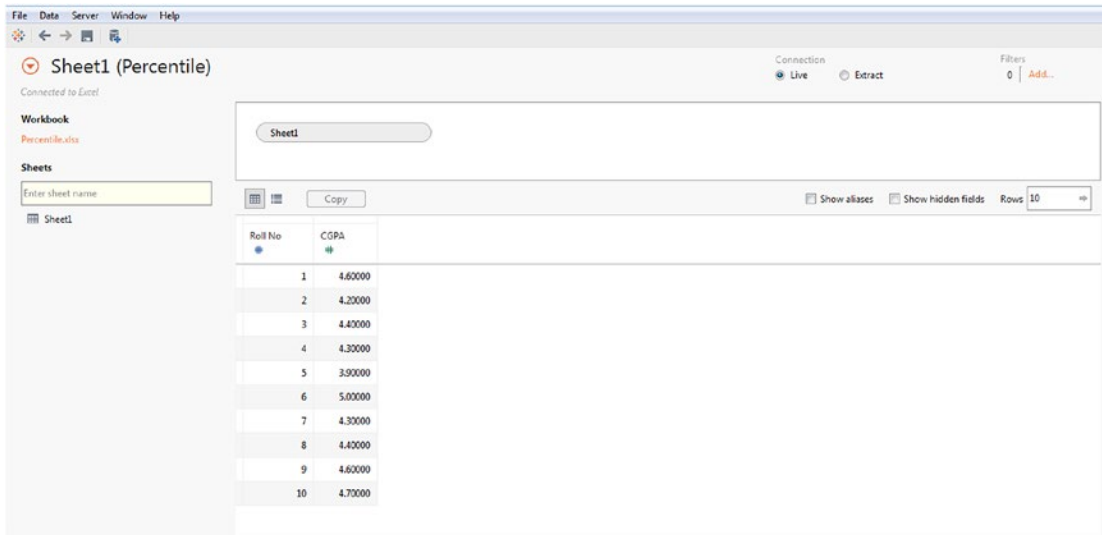 File Data Server Window Help
Sheet1 (Percentile)
Connected to Excel
Connection
Live Extract
Filters
0 Add...
Workbook
Percentile.xlsx
Sheets
Enter sheet name
Sheet1
Sheet1
Copy
Show aliases Show hidden fields Rows 10
Roll No CGPA
1 4.60000
2 4.20000
3 4.40000
4 4.30000
5 3.90000
6 5.00000
7 4.30000
8 4.40000
9 4.60000
10 4.70000